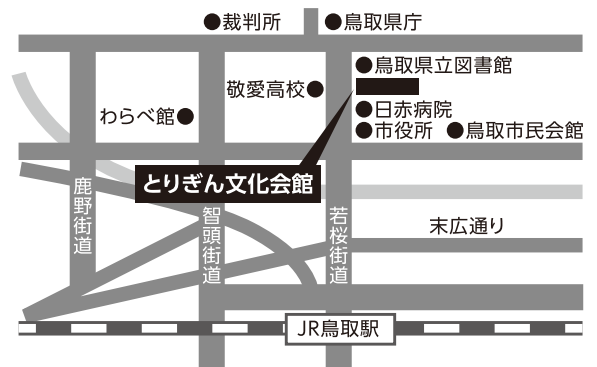 ●裁判所
●鳥取県庁
●鳥取県立図書館
敬愛高校●
わらべ館●
●日赤病院
●市役所
●鳥取市民会館
とりぎん文化会館
鹿野街道
智頭街道
若桜街道
末広通り
JR鳥取駅